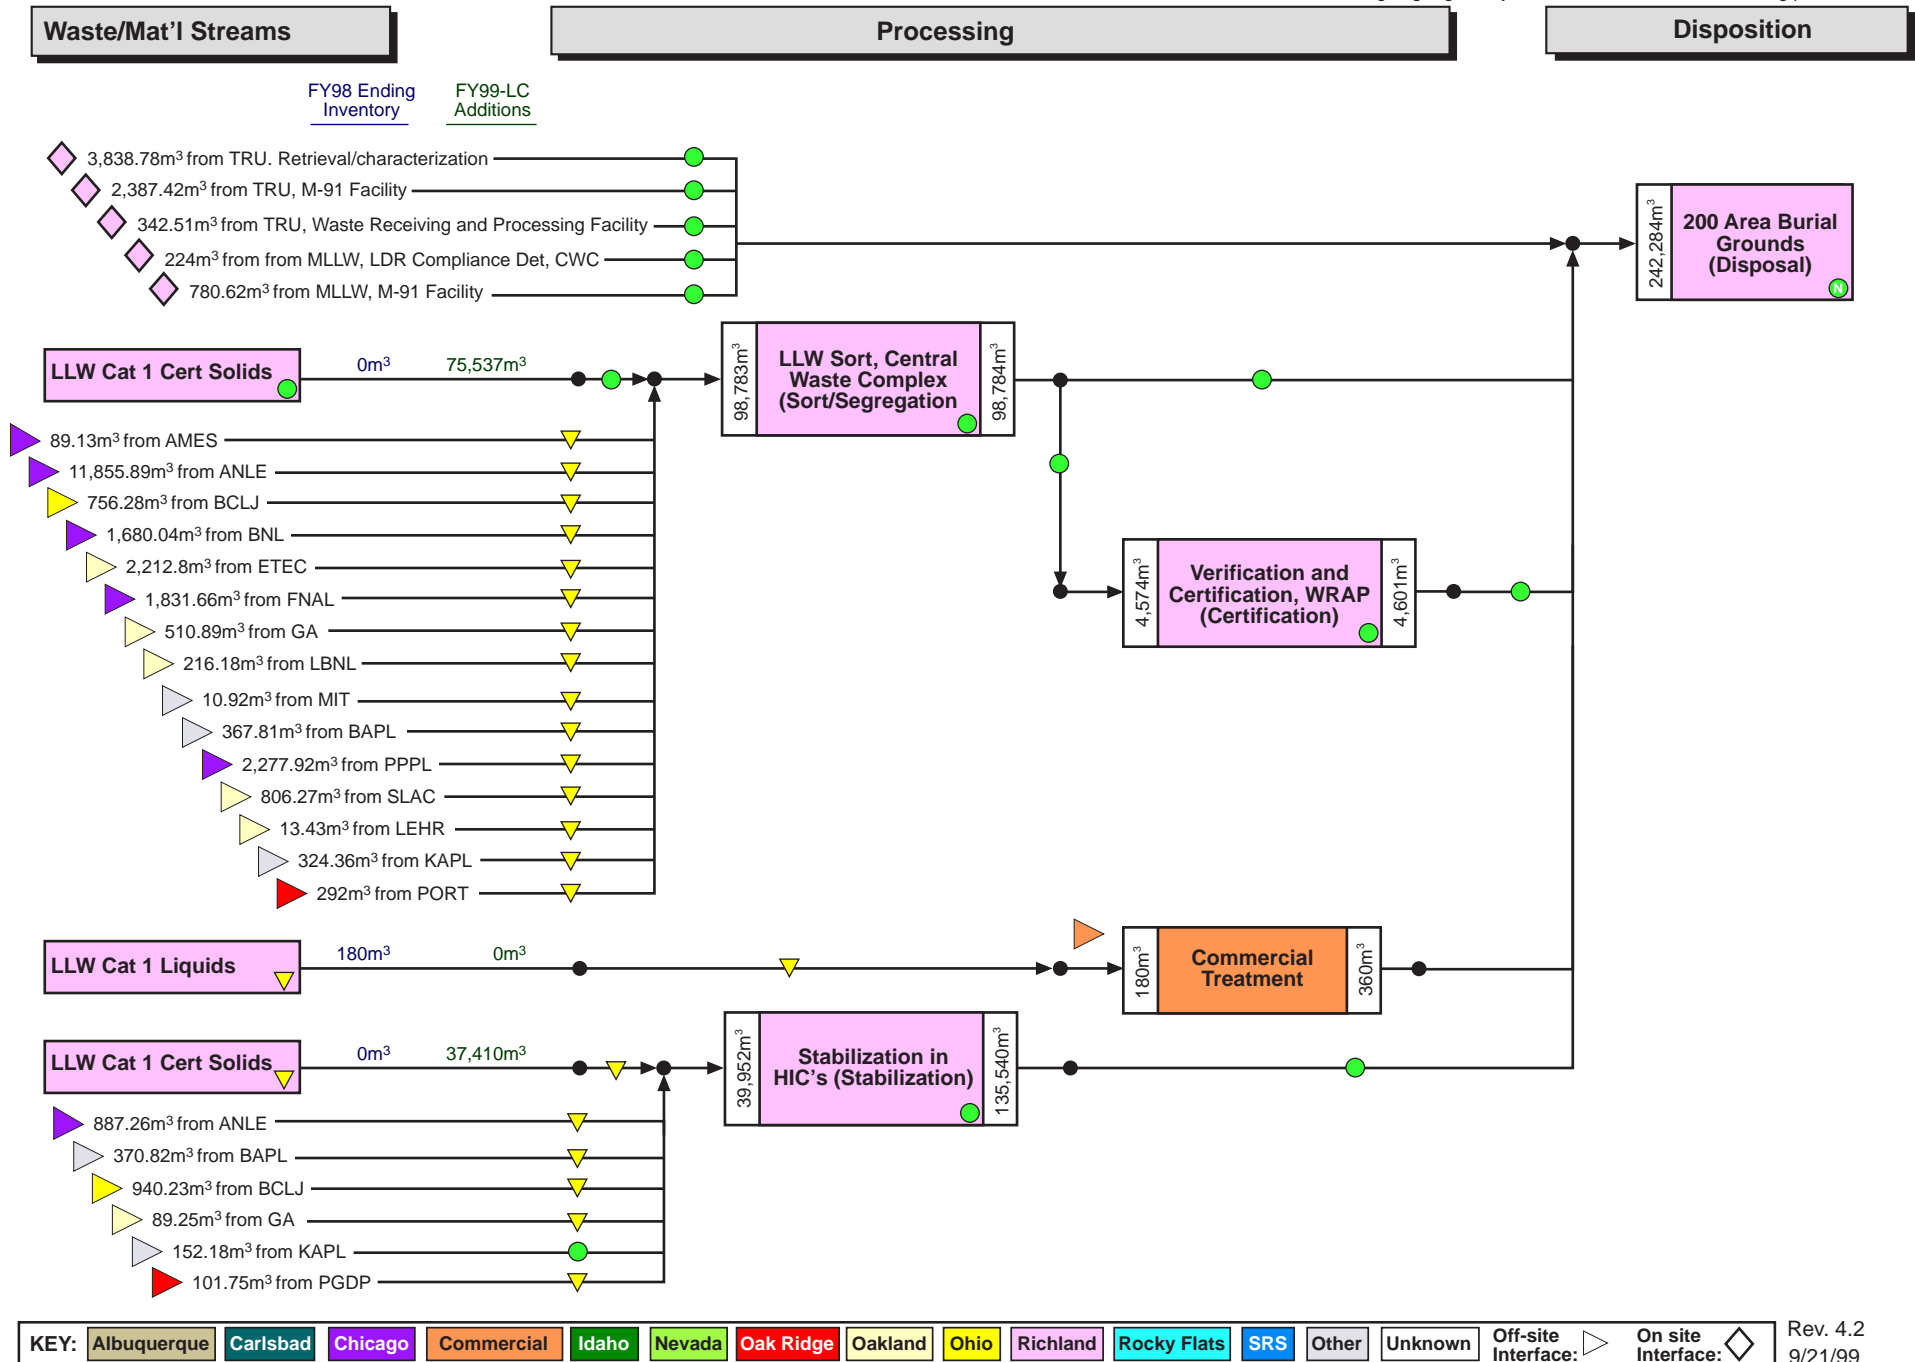 Waste/Mat'l Streams
Processing
Disposition
FY98 Ending
Inventory
FY99-LC
Additions
3,838.78m³ from TRU. Retrieval/characterization
2,387.42m³ from TRU, M-91 Facility
342.51m³ from TRU, Waste Receiving and Processing Facility
224m³ from from MLLW, LDR Compliance Det, CWC
780.62m³ from MLLW, M-91 Facility
242,284m³
200 Area Burial
Grounds
(Disposal)
N
LLW Cat 1 Cert Solids
0m³
75,537m³
98,783m³
LLW Sort, Central
Waste Complex
(Sort/Segregation
98,784m³
89.13m³ from AMES
11,855.89m³ from ANLE
756.28m³ from BCLJ
1,680.04m³ from BNL
2,212.8m³ from ETEC
1,831.66m³ from FNAL
510.89m³ from GA
216.18m³ from LBNL
10.92m³ from MIT
367.81m³ from BAPL
2,277.92m³ from PPPL
806.27m³ from SLAC
13.43m³ from LEHR
324.36m³ from KAPL
292m³ from PORT
4,574m³
Verification and
Certification, WRAP
(Certification)
4,601m³
LLW Cat 1 Liquids
180m³
0m³
180m³
Commercial
Treatment
360m³
LLW Cat 1 Cert Solids
0m³
37,410m³
39,952m³
Stabilization in
HIC's (Stabilization)
135,540m³
887.26m³ from ANLE
370.82m³ from BAPL
940.23m³ from BCLJ
89.25m³ from GA
152.18m³ from KAPL
101.75m³ from PGDP
KEY: Albuquerque Carlsbad Chicago Commercial Idaho Nevada Oak Ridge Oakland Ohio Richland Rocky Flats SRS Other Unknown
Off-site
Interface:
On site
Interface:
Rev. 4.2
9/21/99